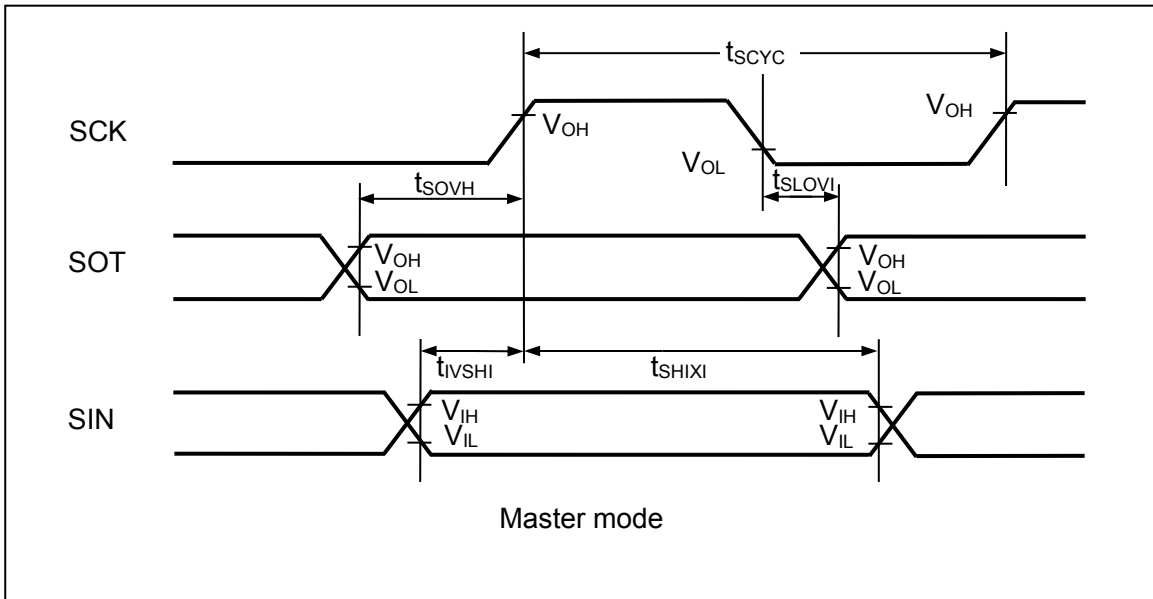 tSCYC
SCK
VOH
VOL
VOH
tSOVH
tSLOVI
SOT
VOH
VOL
VOH
VOL
tIVSHI
tSHIXI
SIN
VIH
VIL
VIH
VIL
Master mode